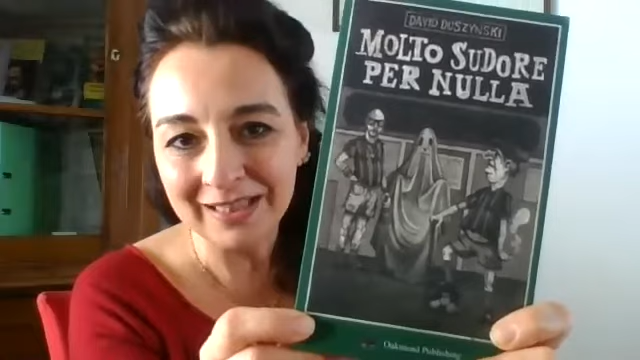 DAVID DUSZYNSKI
MOLTO SUDORE
PER NULLA
Oakmond Publishing